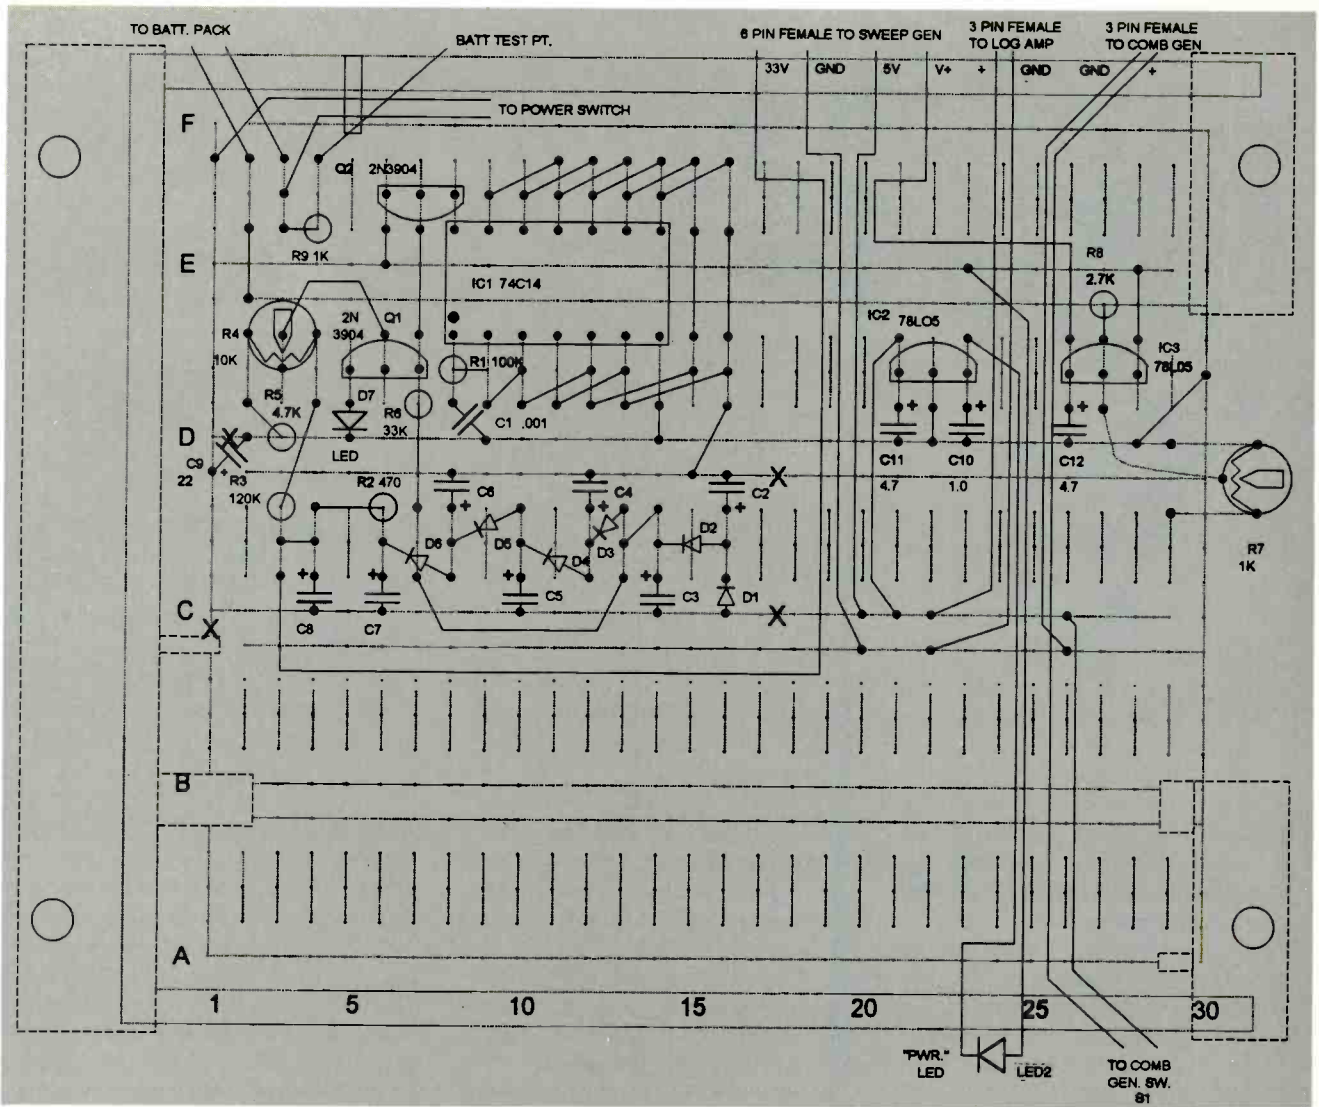 TO BATT. PACK
BATT TEST PT.
6 PIN FEMALE TO SWEEP GEN
3 PIN FEMALE
TO LOG AMP
3 PIN FEMALE
TO COMB GEN
33V
GND
5V
V+
+
GND
GND
+
TO POWER SWITCH
F
Q2
2N3904
R9 1K
E
IC1 74C14
R8
2.7K
R4
10K
2N
3904
Q1
R1 100K
IC2
78LO5
IC3
78L05
R5
4.7K
D7
R6
33K
C1 .001
D
X
LED
C9
22
+
R3
120K
R2 470
C6
+
C4
+
C2
+
X
C11
4.7
+
C10
1.0
+
C12
4.7
+
R7
1K
D6
D5
D4
D3
D2
D1
C
X
+
C8
+
C7
+
C5
+
C3
X
B
A
1
5
10
15
20
25
30
"PWR."
LED
LED2
TO COMB
GEN. SW.
S1